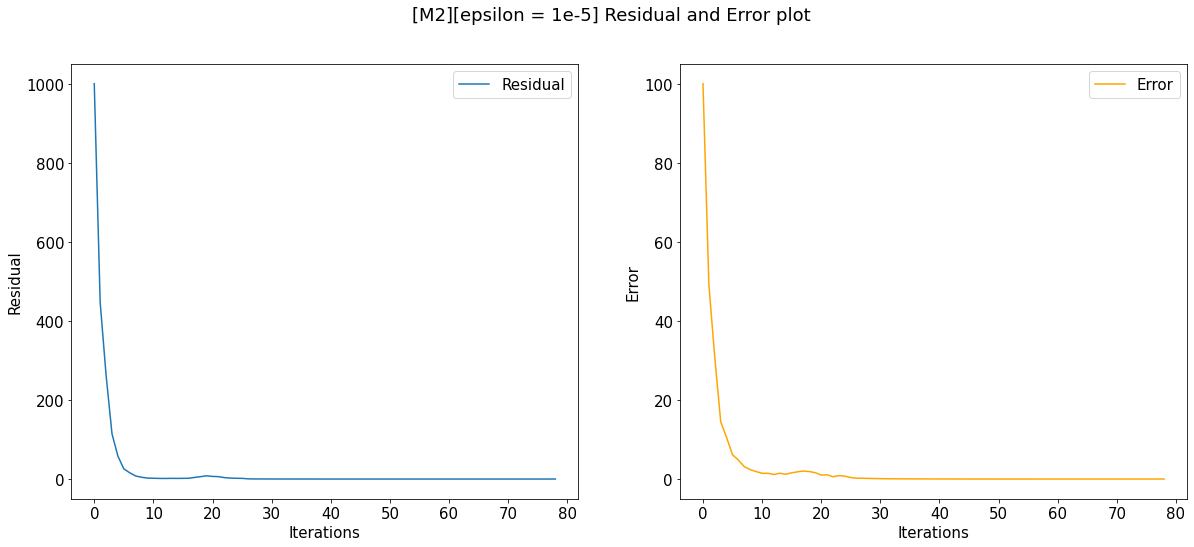 [M2][epsilon = 1e-5] Residual and Error plot
Residual
1000
800
600
400
200
0
Residual
0 10 20 30 40 50 60 70 80
Iterations
Error
100
80
60
40
20
0
Error
0 10 20 30 40 50 60 70 80
Iterations